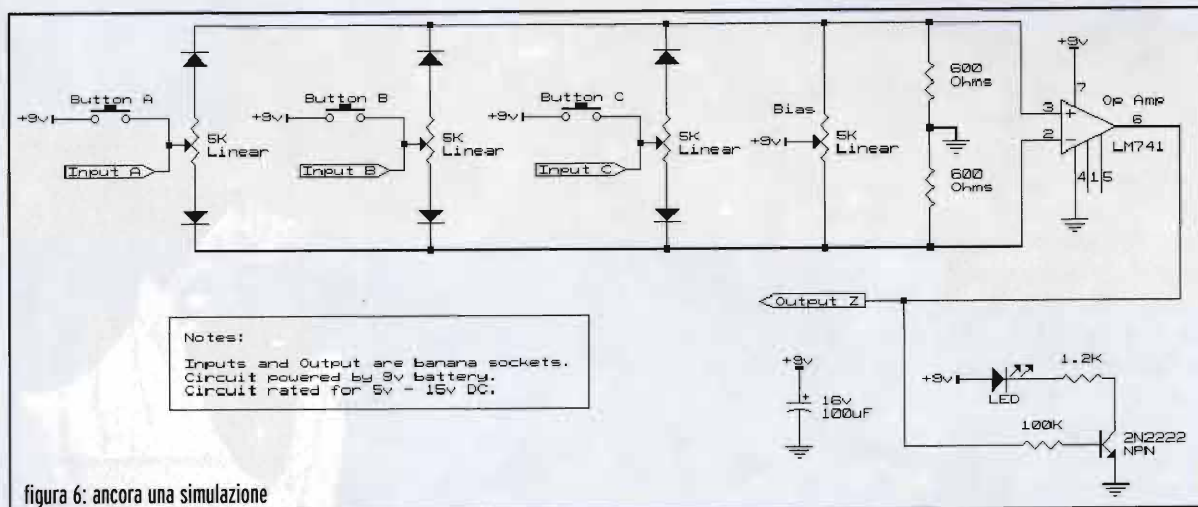 +9v
Button A
+9v
5K
Linear
Input A
Button B
+9v
5K
Linear
Input B
Button C
+9v
5K
Linear
Input C
Bias
+9v
5K
Linear
600
Ohms
600
Ohms
7
Op Amp
3
+
6
2
-
LM741
4
1
5
Output Z
Notes:
Inputs and Output are banana sockets.
Circuit powered by 9v battery.
Circuit rated for 5v - 15v DC.
+9v
+
16v
100uF
+9v
LED
1.2K
100K
2N2222
NPN
figura 6: ancora una simulazione